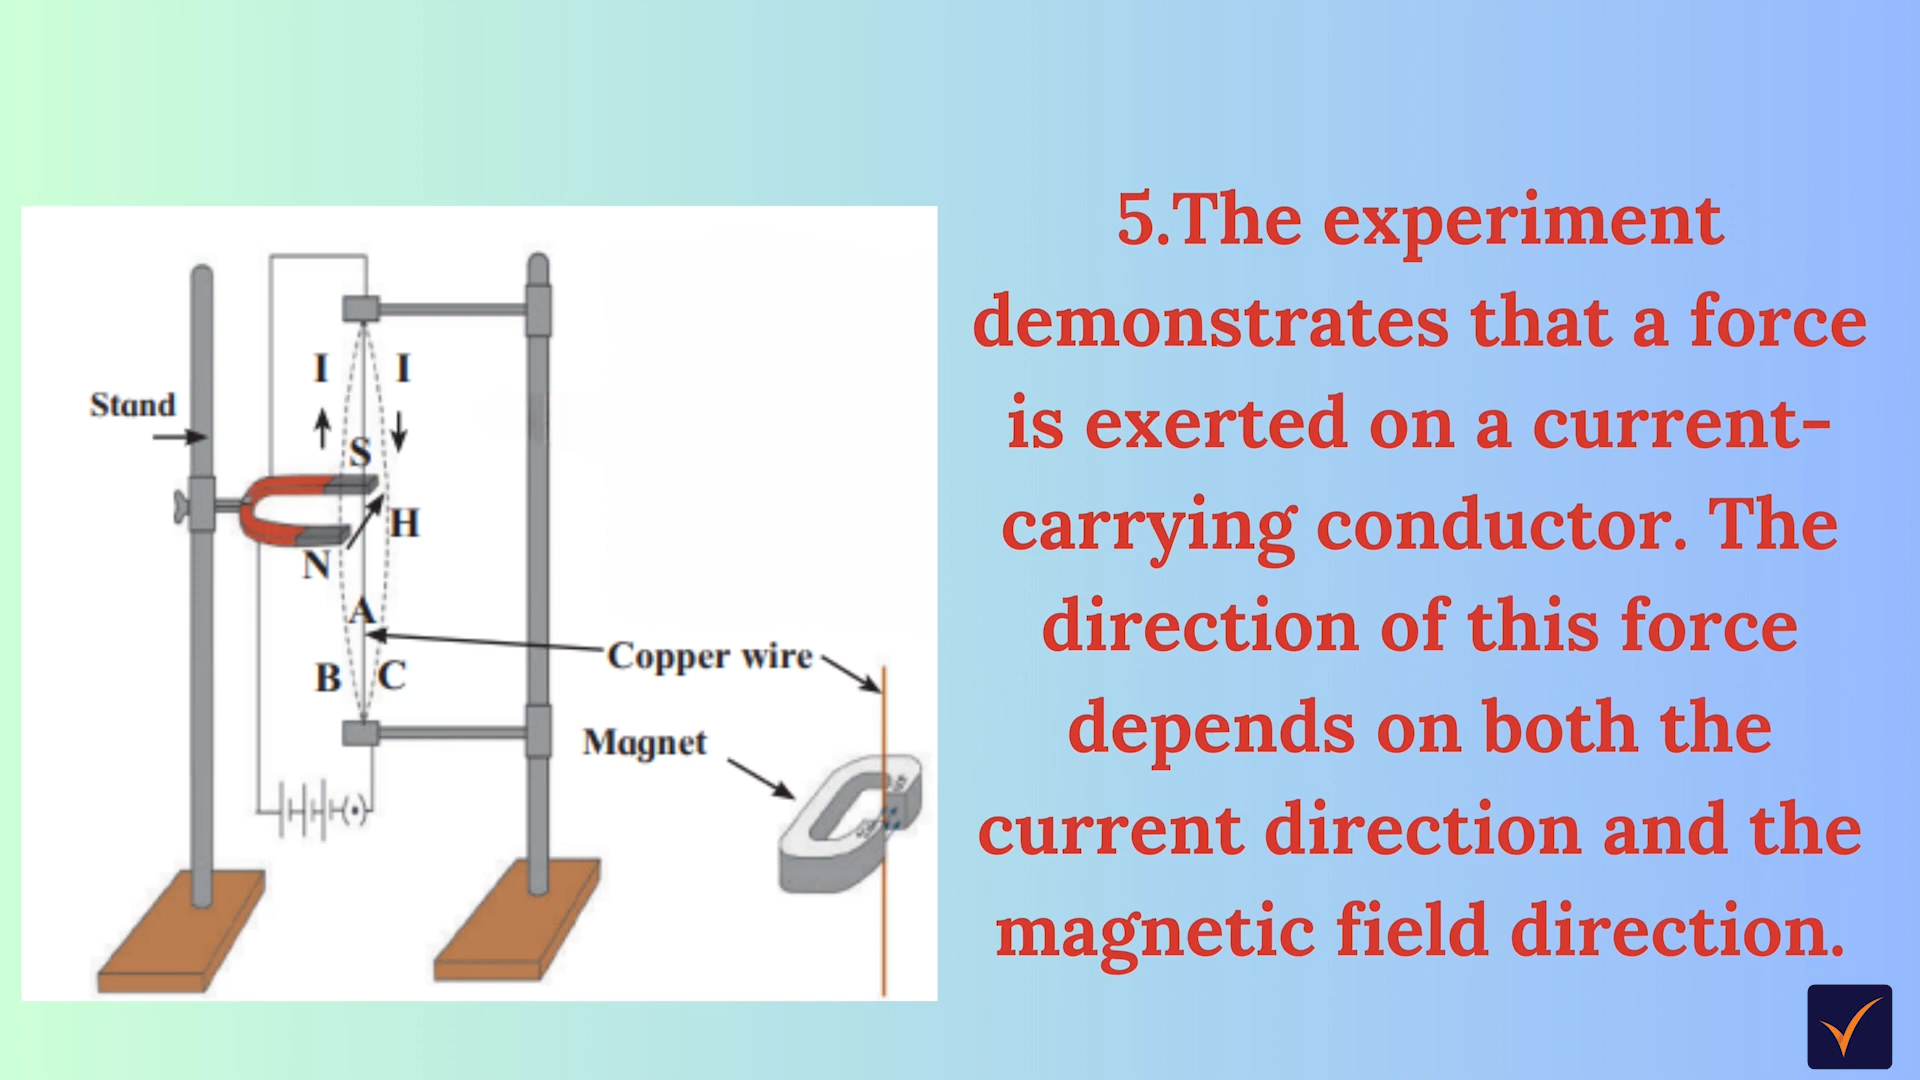 I I
Stand
S
H
N
A
Copper wire
B C
Magnet
5.The experiment
demonstrates that a force
is exerted on a current-
carrying conductor. The
direction of this force
depends on both the
current direction and the
magnetic field direction.